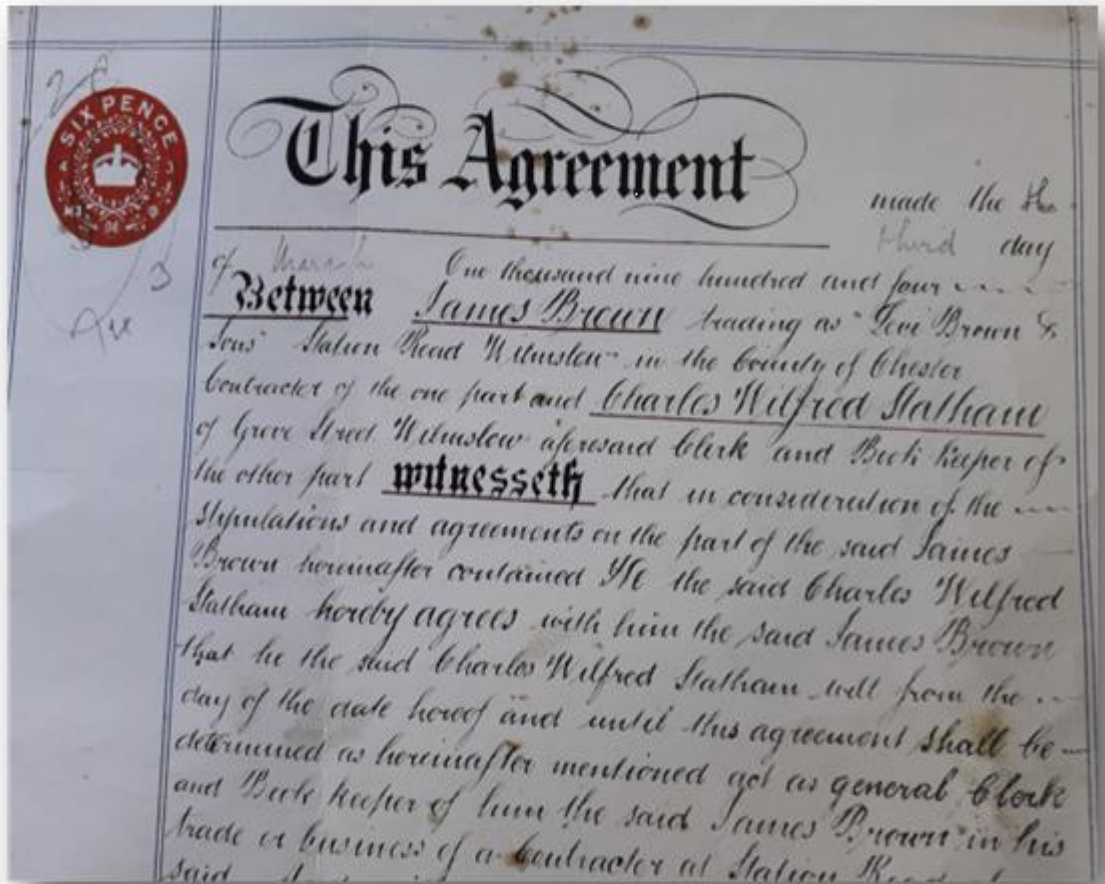 28
SIX PENCE
This Agreement
made the the
third day
of March One thousand nine hundred and four
Between James Brown trading as "Levi Brown &
Sons" Station Road Wilmslow in the County of Chester
Contractor of the one part and Charles Wilfred Statham
of Grove Street Wilmslow aforesaid Clerk and Book keeper of
the other part witnesseth that in consideration of the
stipulations and agreements on the part of the said James
Brown hereinafter contained He the said Charles Wilfred
Statham hereby agrees with him the said James Brown
that he the said Charles Wilfred Statham will from the
day of the date hereof and until this agreement shall be
determined as hereinafter mentioned act as general Clerk
and Book keeper of him the said James Brown in his
trade or business of a Contractor at Station Road
said